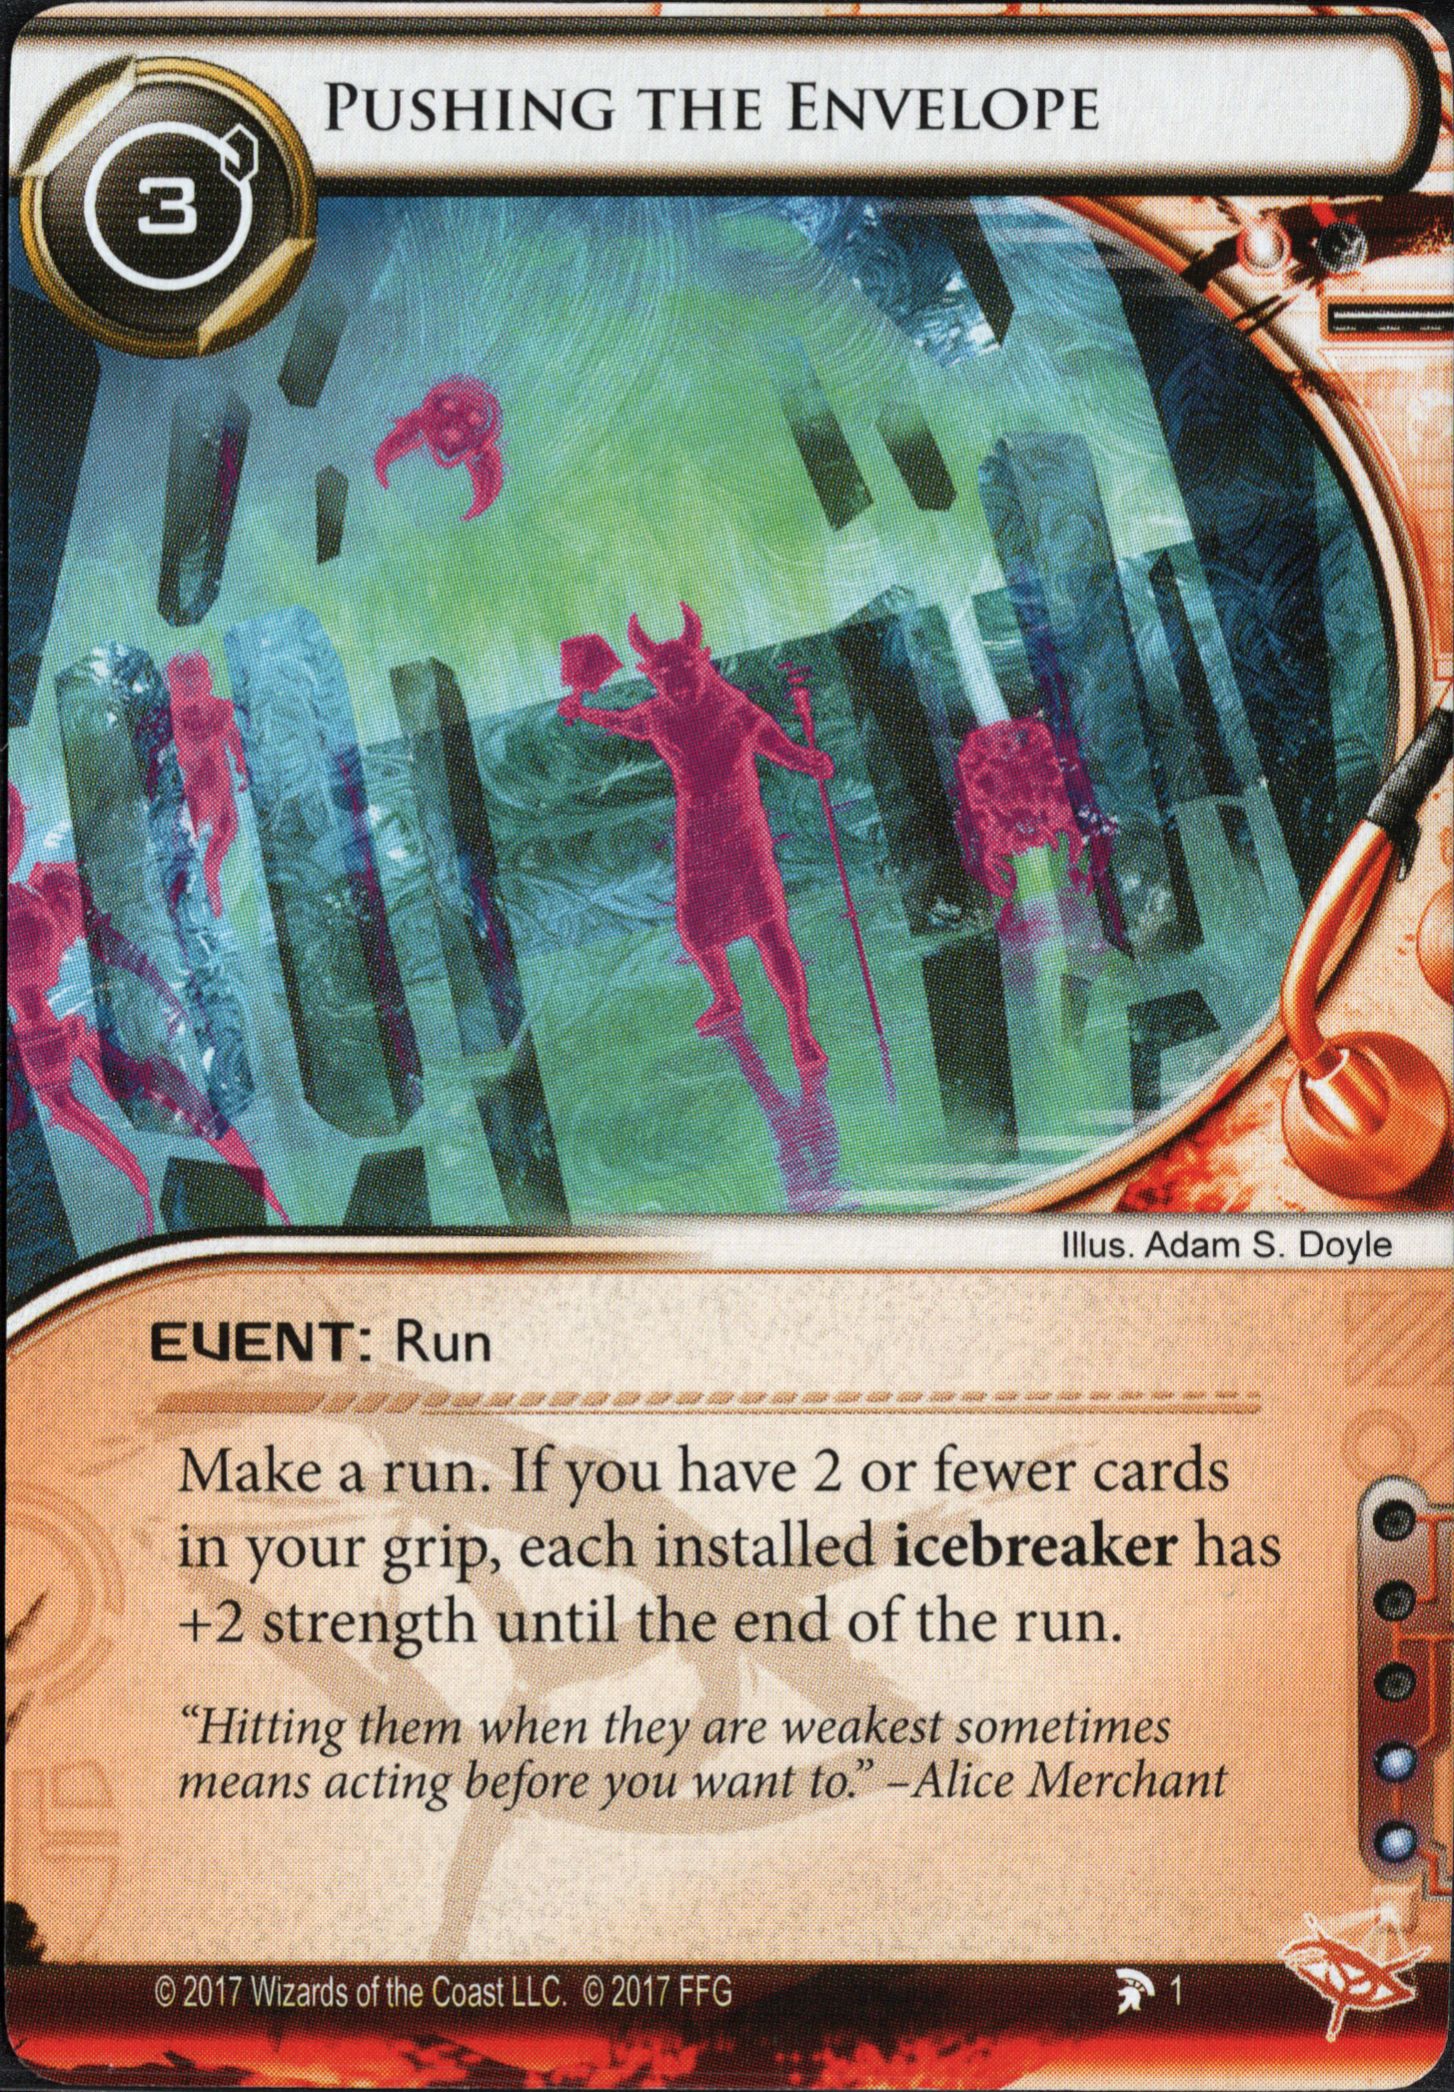 Pushing the Envelope
3
Illus. Adam S. Doyle
EVENT: Run
Make a run. If you have 2 or fewer cards
in your grip, each installed icebreaker has
+2 strength until the end of the run.
“Hitting them when they are weakest sometimes
means acting before you want to.” –Alice Merchant
© 2017 Wizards of the Coast LLC. © 2017 FFG
1